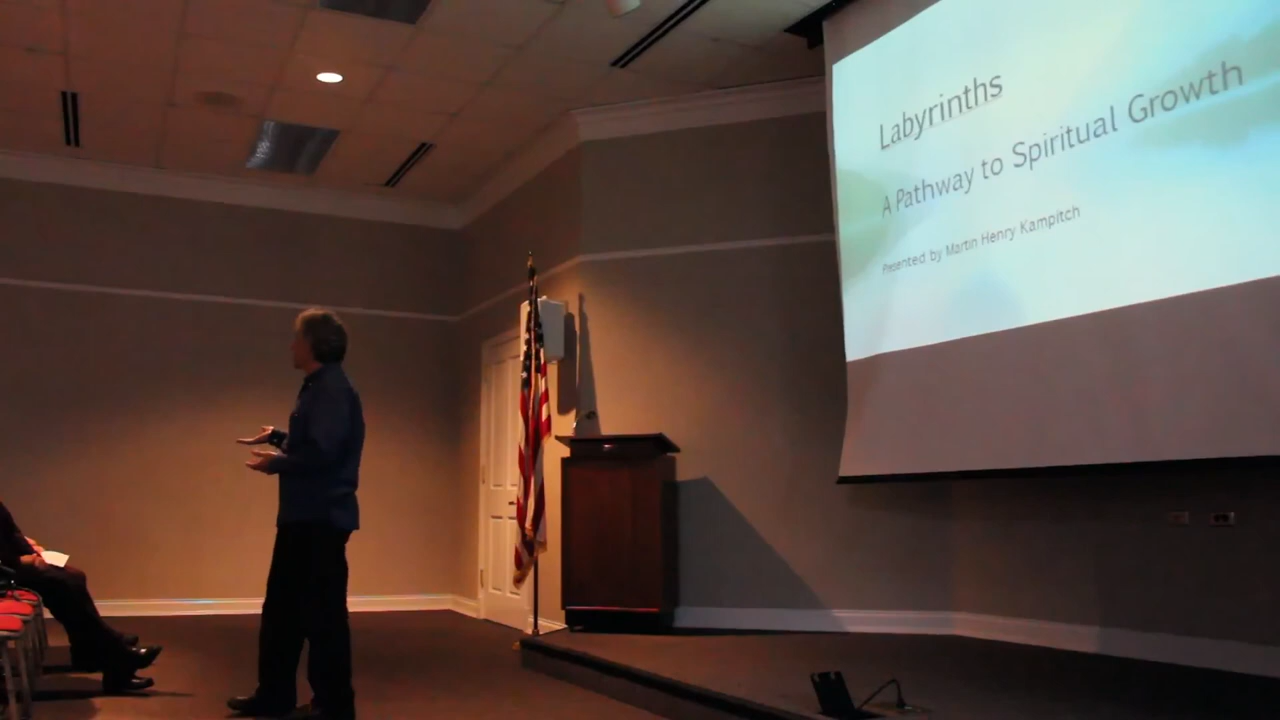 Labyrinths
A Pathway to Spiritual Growth
Presented by Martin Henry Kampitch